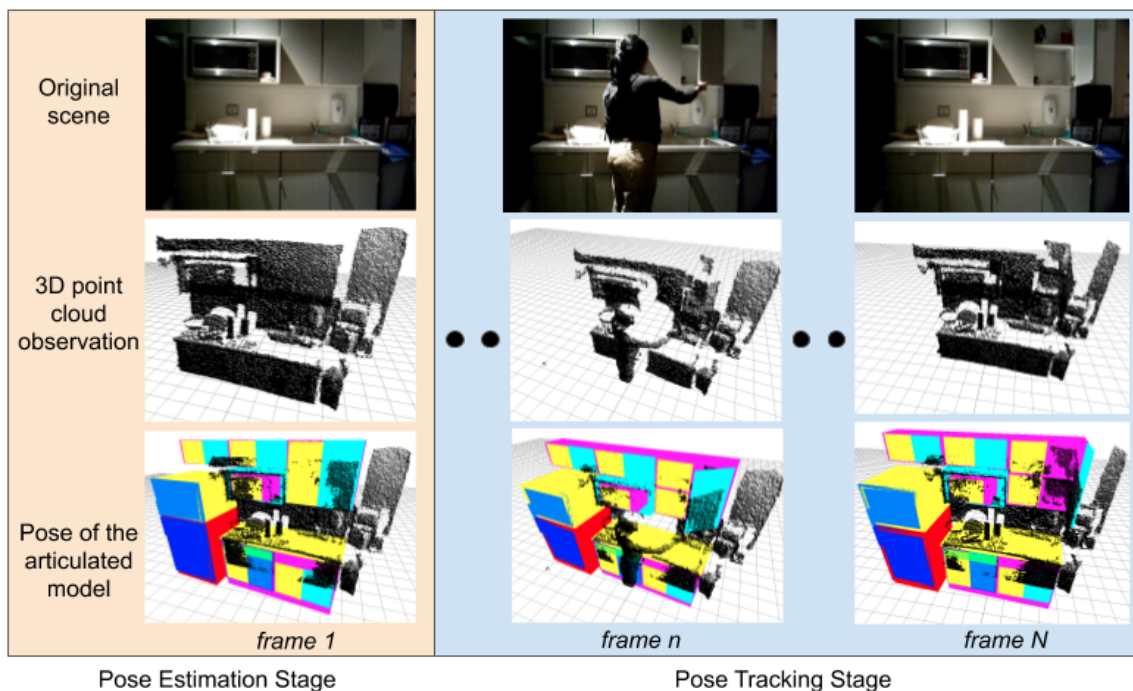 Original
scene
3D point
cloud
observation
Pose of the
articulated
model
frame 1
frame n
frame N
Pose Estimation Stage
Pose Tracking Stage